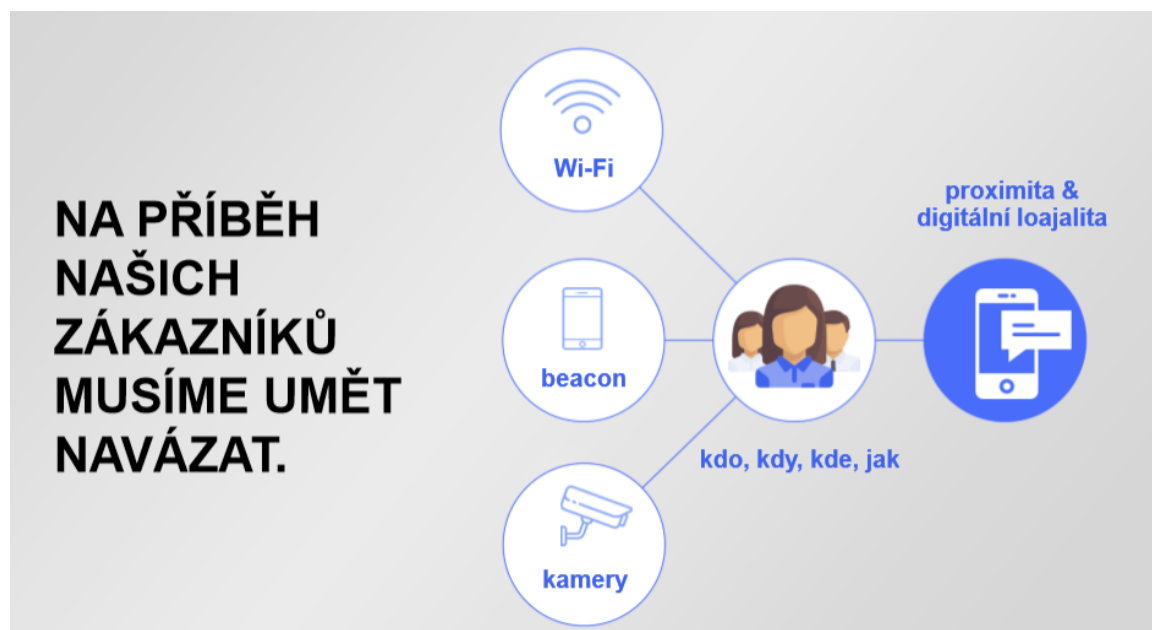 NA PŘÍBĚH
NAŠICH
ZÁKAZNÍKŮ
MUSÍME UMĚT
NAVÁZAT.
Wi-Fi
beacon
kamery
kdo, kdy, kde, jak
proximita &
digitální loajalita